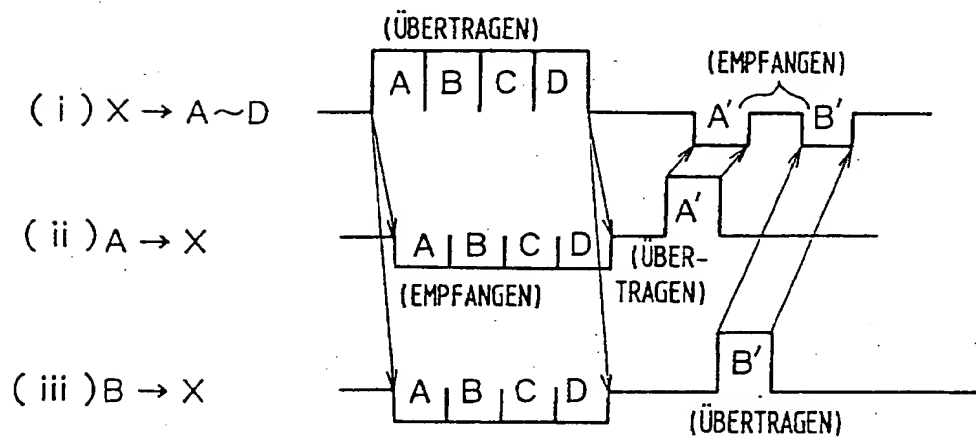 (ÜBERTRAGEN)
A B C D
(EMPFANGEN)
(i) X → A~D
A' B'
(ii) A → X
A B C D
A'
(ÜBER-
TRAGEN)
(EMPFANGEN)
(iii) B → X
A B C D
B'
(ÜBERTRAGEN)